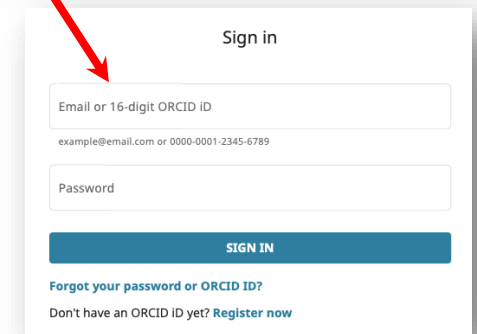 Sign in
Email or 16-digit ORCID iD
example@email.com or 0000-0001-2345-6789
Password
SIGN IN
Forgot your password or ORCID ID?
Don't have an ORCID iD yet? Register now